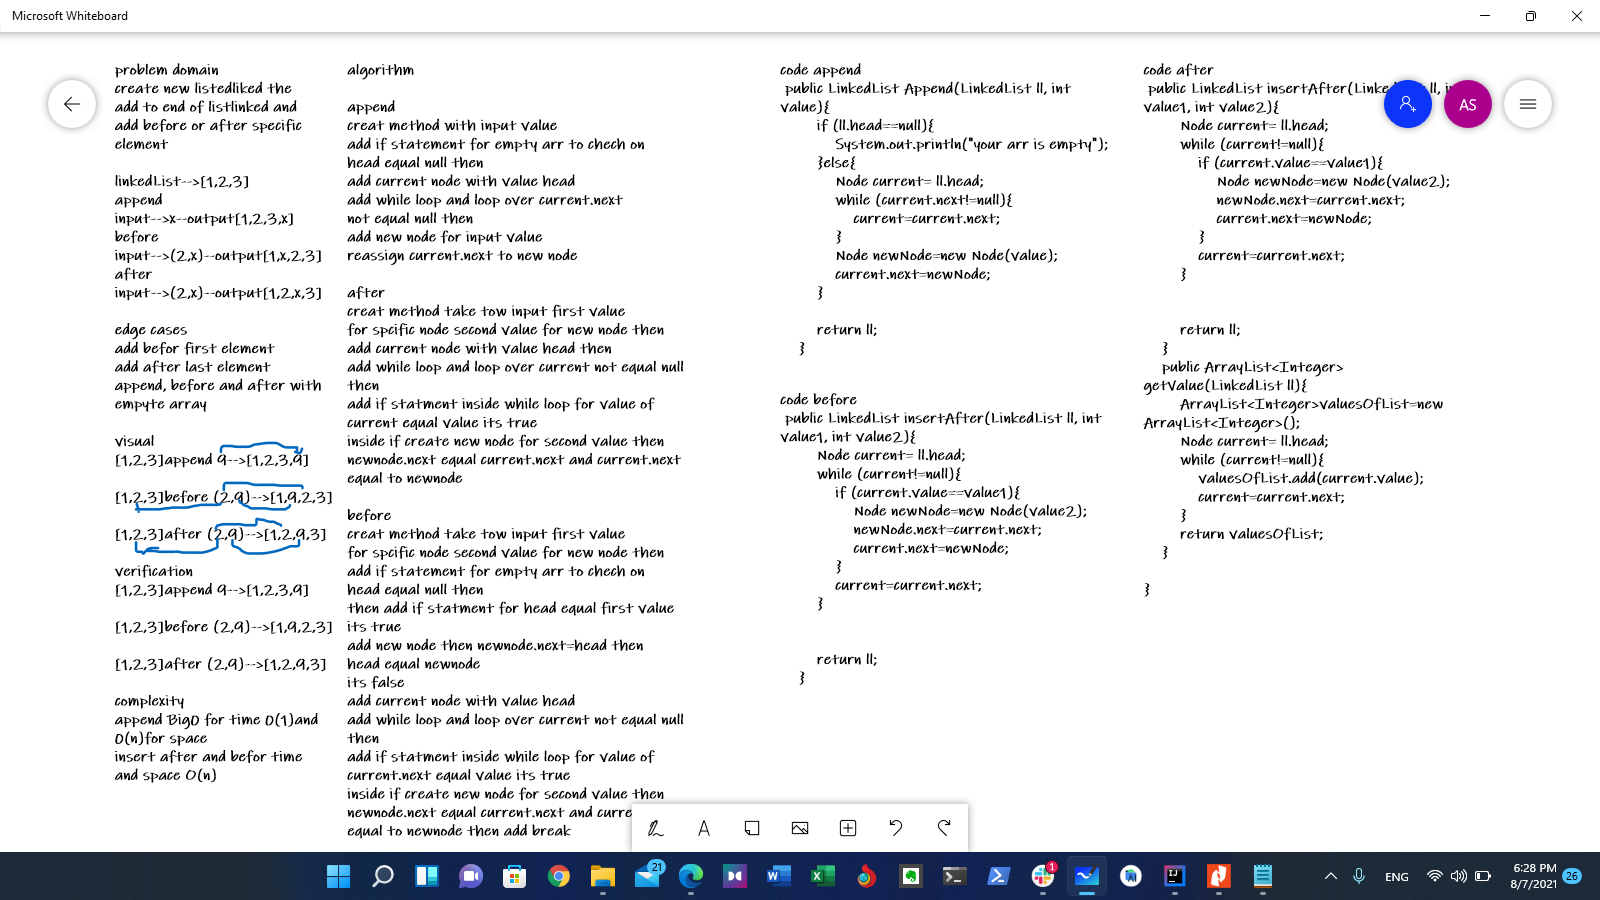 Microsoft Whiteboard
problem domain
create new listedliked the
add to end of listlinked and
add before or after specific
element
linkedList-->[1,2,3]
append
input-->x--output[1,2,3,x]
before
input-->(2,x)--output[1,x,2,3]
after
input-->(2,x)--output[1,2,x,3]
edge cases
add befor first element
add after last element
append, before and after with
empyte array
visual
[1,2,3]append 9-->[1,2,3,9]
[1,2,3]before (2,9)-->[1,9,2,3]
[1,2,3]after (2,9)-->[1,2,9,3]
verification
[1,2,3]append 9-->[1,2,3,9]
[1,2,3]before (2,9)-->[1,9,2,3]
[1,2,3]after (2,9)-->[1,2,9,3]
complexity
append BigO for time O(1)and
O(n)for space
insert after and befor time
and space O(n)
algorithm
append
creat method with input value
add if statement for empty arr to chech on
head equal null then
add current node with value head
add while loop and loop over current.next
not equal null then
add new node for input value
reassign current.next to new node
after
creat method take tow input first value
for spcific node second value for new node then
add current node with value head then
add while loop and loop over current not equal null
then
add if statment inside while loop for value of
current equal value its true
inside if create new node for second value then
newnode.next equal current.next and current.next
equal to newnode
before
creat method take tow input first value
for spcific node second value for new node then
add if statement for empty arr to chech on
head equal null then
then add if statment for head equal first value
its true
add new node then newnode.next=head then
head equal newnode
its false
add current node with value head
add while loop and loop over current not equal null
then
add if statment inside while loop for value of
current.next equal value its true
inside if create new node for second value then
newnode.next equal current.next and curre
equal to newnode then add break
code append
public LinkedList Append(LinkedList ll, int
value){
if (ll.head==null){
System.out.println("your arr is empty");
}else{
Node current= ll.head;
while (current.next!=null){
current=current.next;
}
Node newNode=new Node(value);
current.next=newNode;
}
return ll;
}
code before
public LinkedList insertAfter(LinkedList ll, int
value1, int value2){
Node current= ll.head;
while (current!=null){
if (current.value==value1){
Node newNode=new Node(value2);
newNode.next=current.next;
current.next=newNode;
}
current=current.next;
}
return ll;
}
code after
public LinkedList insertAfter(Linke ll, in
value1, int value2){
Node current= ll.head;
while (current!=null){
if (current.value==value1){
Node newNode=new Node(value2);
newNode.next=current.next;
current.next=newNode;
}
current=current.next;
}
return ll;
}
public ArrayList<Integer>
getValue(LinkedList ll){
ArrayList<Integer>valuesOfList=new
ArrayList<Integer>();
Node current= ll.head;
while (current!=null){
valuesOfList.add(current.value);
current=current.next;
}
return valuesOfList;
}
}
AS
21
1
ENG
6:28 PM
8/7/2021
26